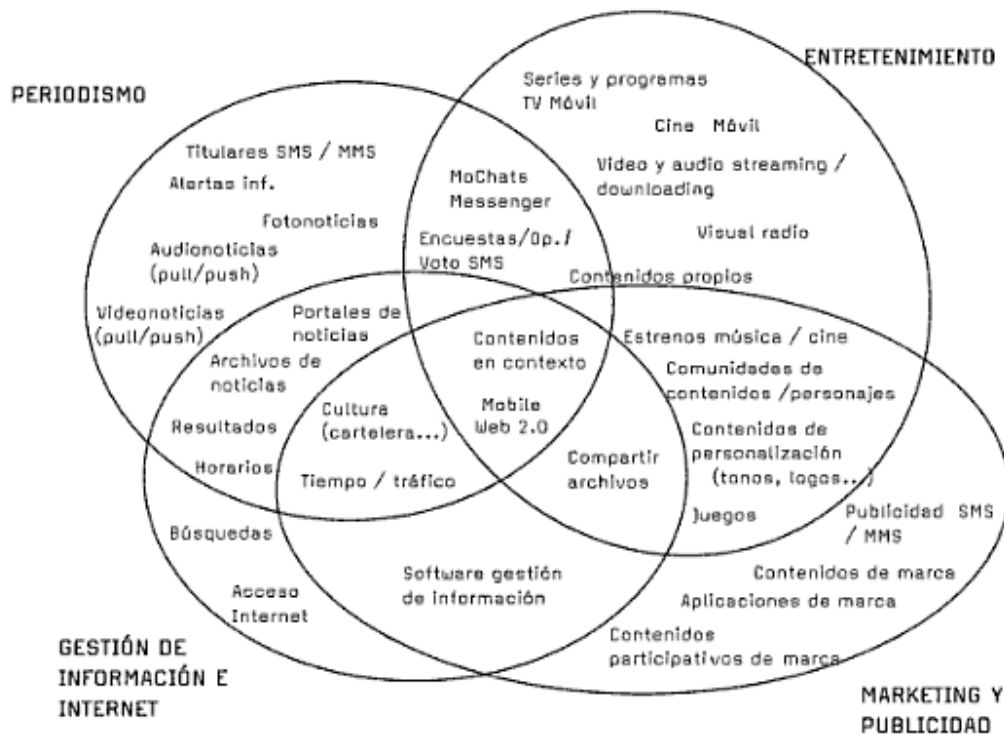 ENTRETENIMIENTO
PERIODISMO
Series y programas
TV Móvil
Cine Móvil
Titulares SMS / MMS
Alertas inf.
Fotonoticias
Audionoticias
(pull/push)
Videonoticias
(pull/push)
MoChats
Messenger
Encuestas/Op./
Voto SMS
Video y audio streaming /
downloading
Visual radio
Contenidos propios
Portales de
noticias
Archivos de
noticias
Resultados
Horarios
Contenidos
en contexto
Mobile
Web 2.0
Cultura
(cartelera...)
Tiempo / tráfico
Estrenos música / cine
Comunidades de
contenidos /personajes
Contenidos de
personalización
(tonos, logos...)
Compartir
archivos
Juegos
Publicidad SMS
/ MMS
Búsquedas
Acceso
Internet
Software gestión
de información
Contenidos de marca
Aplicaciones de marca
Contenidos
participativos de marca
GESTIÓN DE
INFORMACIÓN E
INTERNET
MARKETING Y
PUBLICIDAD